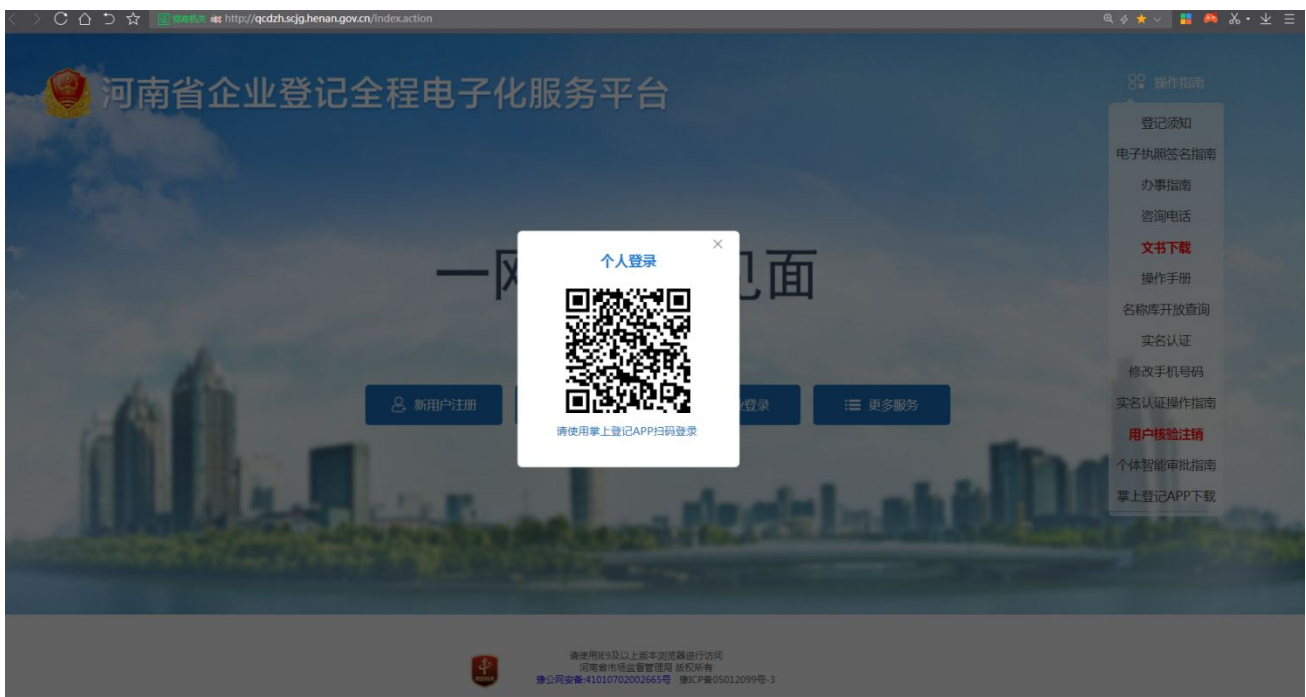 http://qcdzh.scjg.henan.gov.cn/index.action
河南省企业登记全程电子化服务平台
操作指南
登记须知
电子执照签名指南
办事指南
咨询电话
文书下载
操作手册
名称库开放查询
实名认证
修改手机号码
实名认证操作指南
用户核验注销
个体智能审批指南
掌上登记APP下载
一网
见面
个人登录
请使用掌上登记APP扫码登录
新用户注册
登录
更多服务
请使用IE9及以上版本浏览器进行访问
河南省市场监督管理局 版权所有
豫公网安备:41010702002665号 豫ICP备05012099号-3